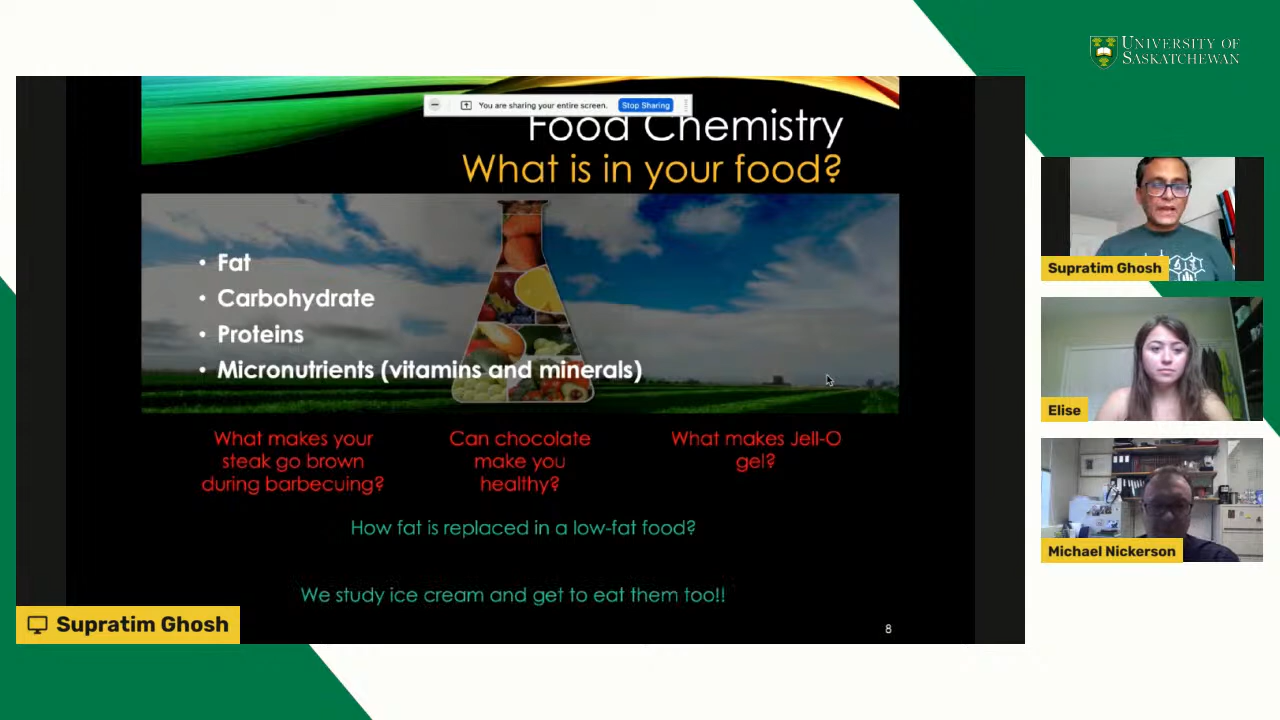 UNIVERSITY OF
SASKATCHEWAN
You are sharing your entire screen. Stop Sharing
Food Chemistry
What is in your food?
• Fat
• Carbohydrate
• Proteins
• Micronutrients (vitamins and minerals)
What makes your
steak go brown
during barbecuing?
Can chocolate
make you
healthy?
What makes Jell-O
gel?
How fat is replaced in a low-fat food?
We study ice cream and get to eat them too!!
8
Supratim Ghosh
Supratim Ghosh
Elise
Michael Nickerson